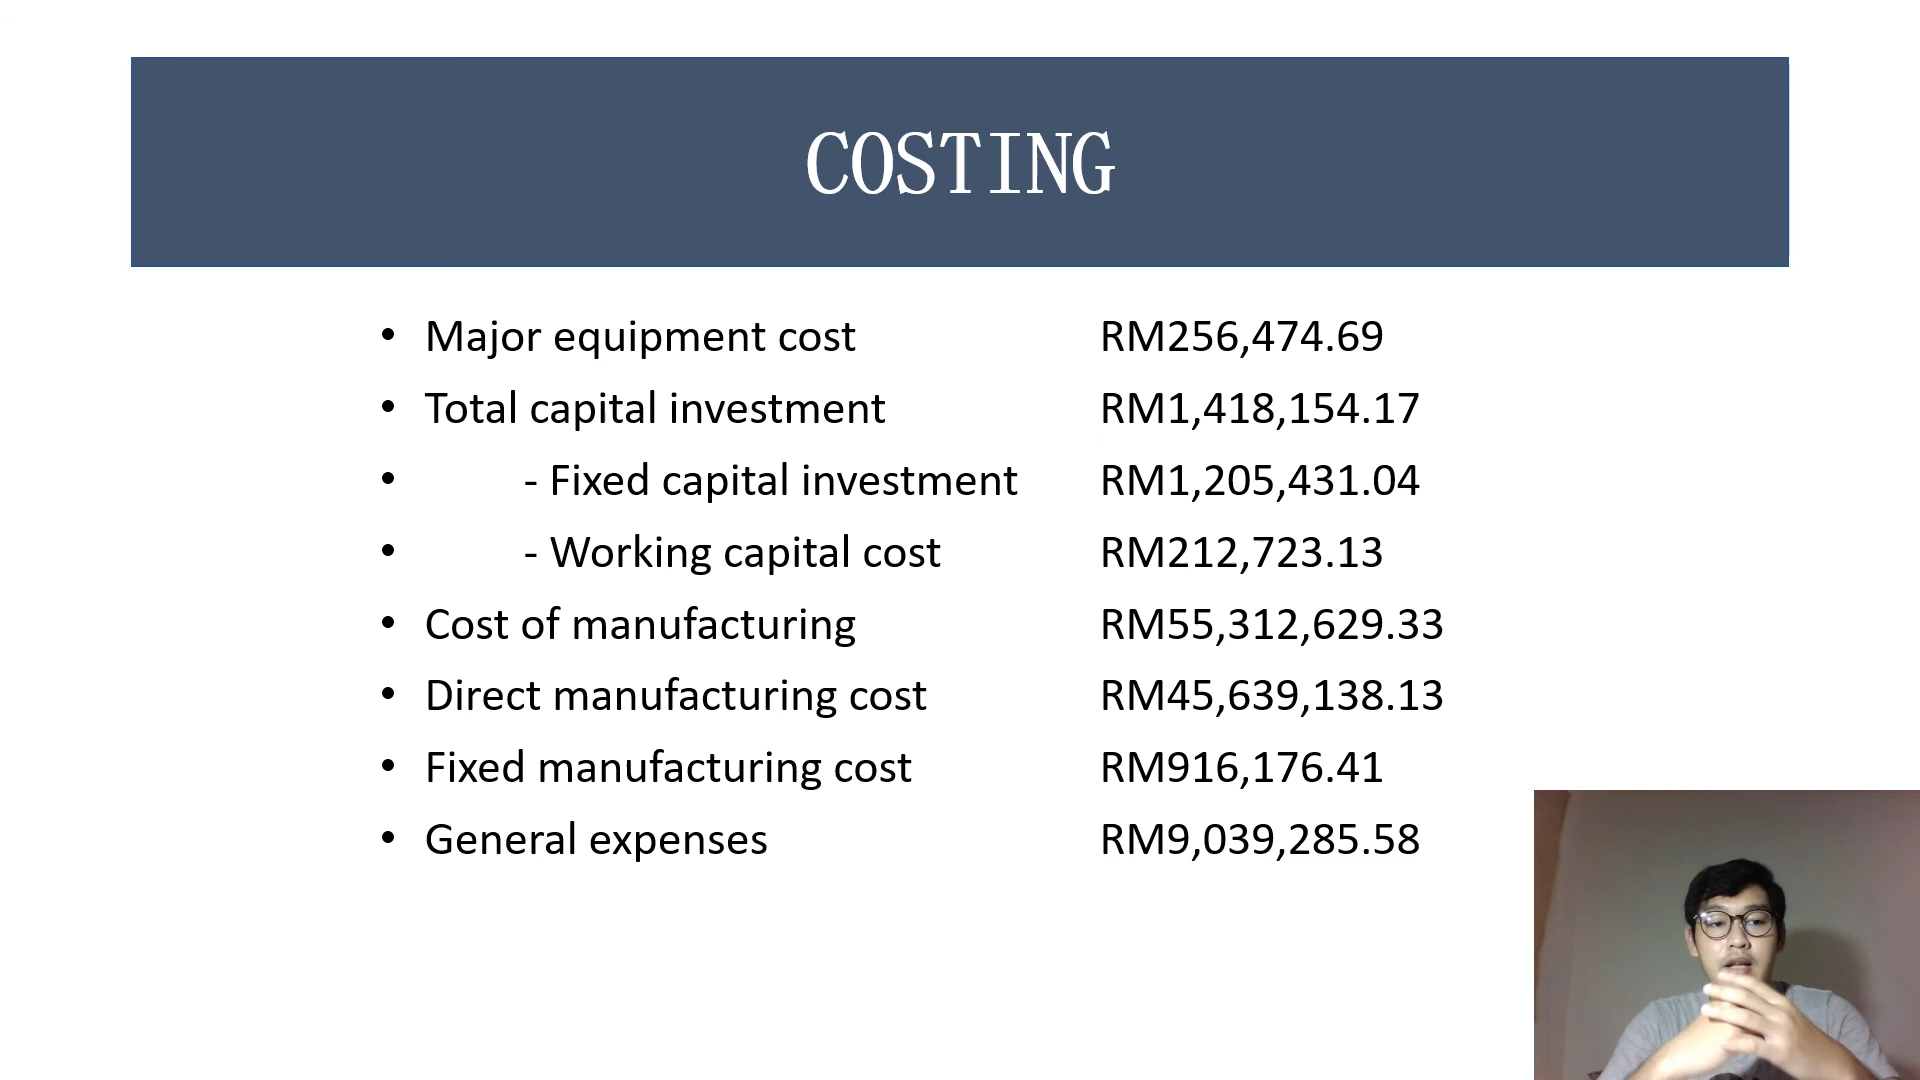 COSTING
• Major equipment cost RM256,474.69
• Total capital investment RM1,418,154.17
• - Fixed capital investment RM1,205,431.04
• - Working capital cost RM212,723.13
• Cost of manufacturing RM55,312,629.33
• Direct manufacturing cost RM45,639,138.13
• Fixed manufacturing cost RM916,176.41
• General expenses RM9,039,285.58